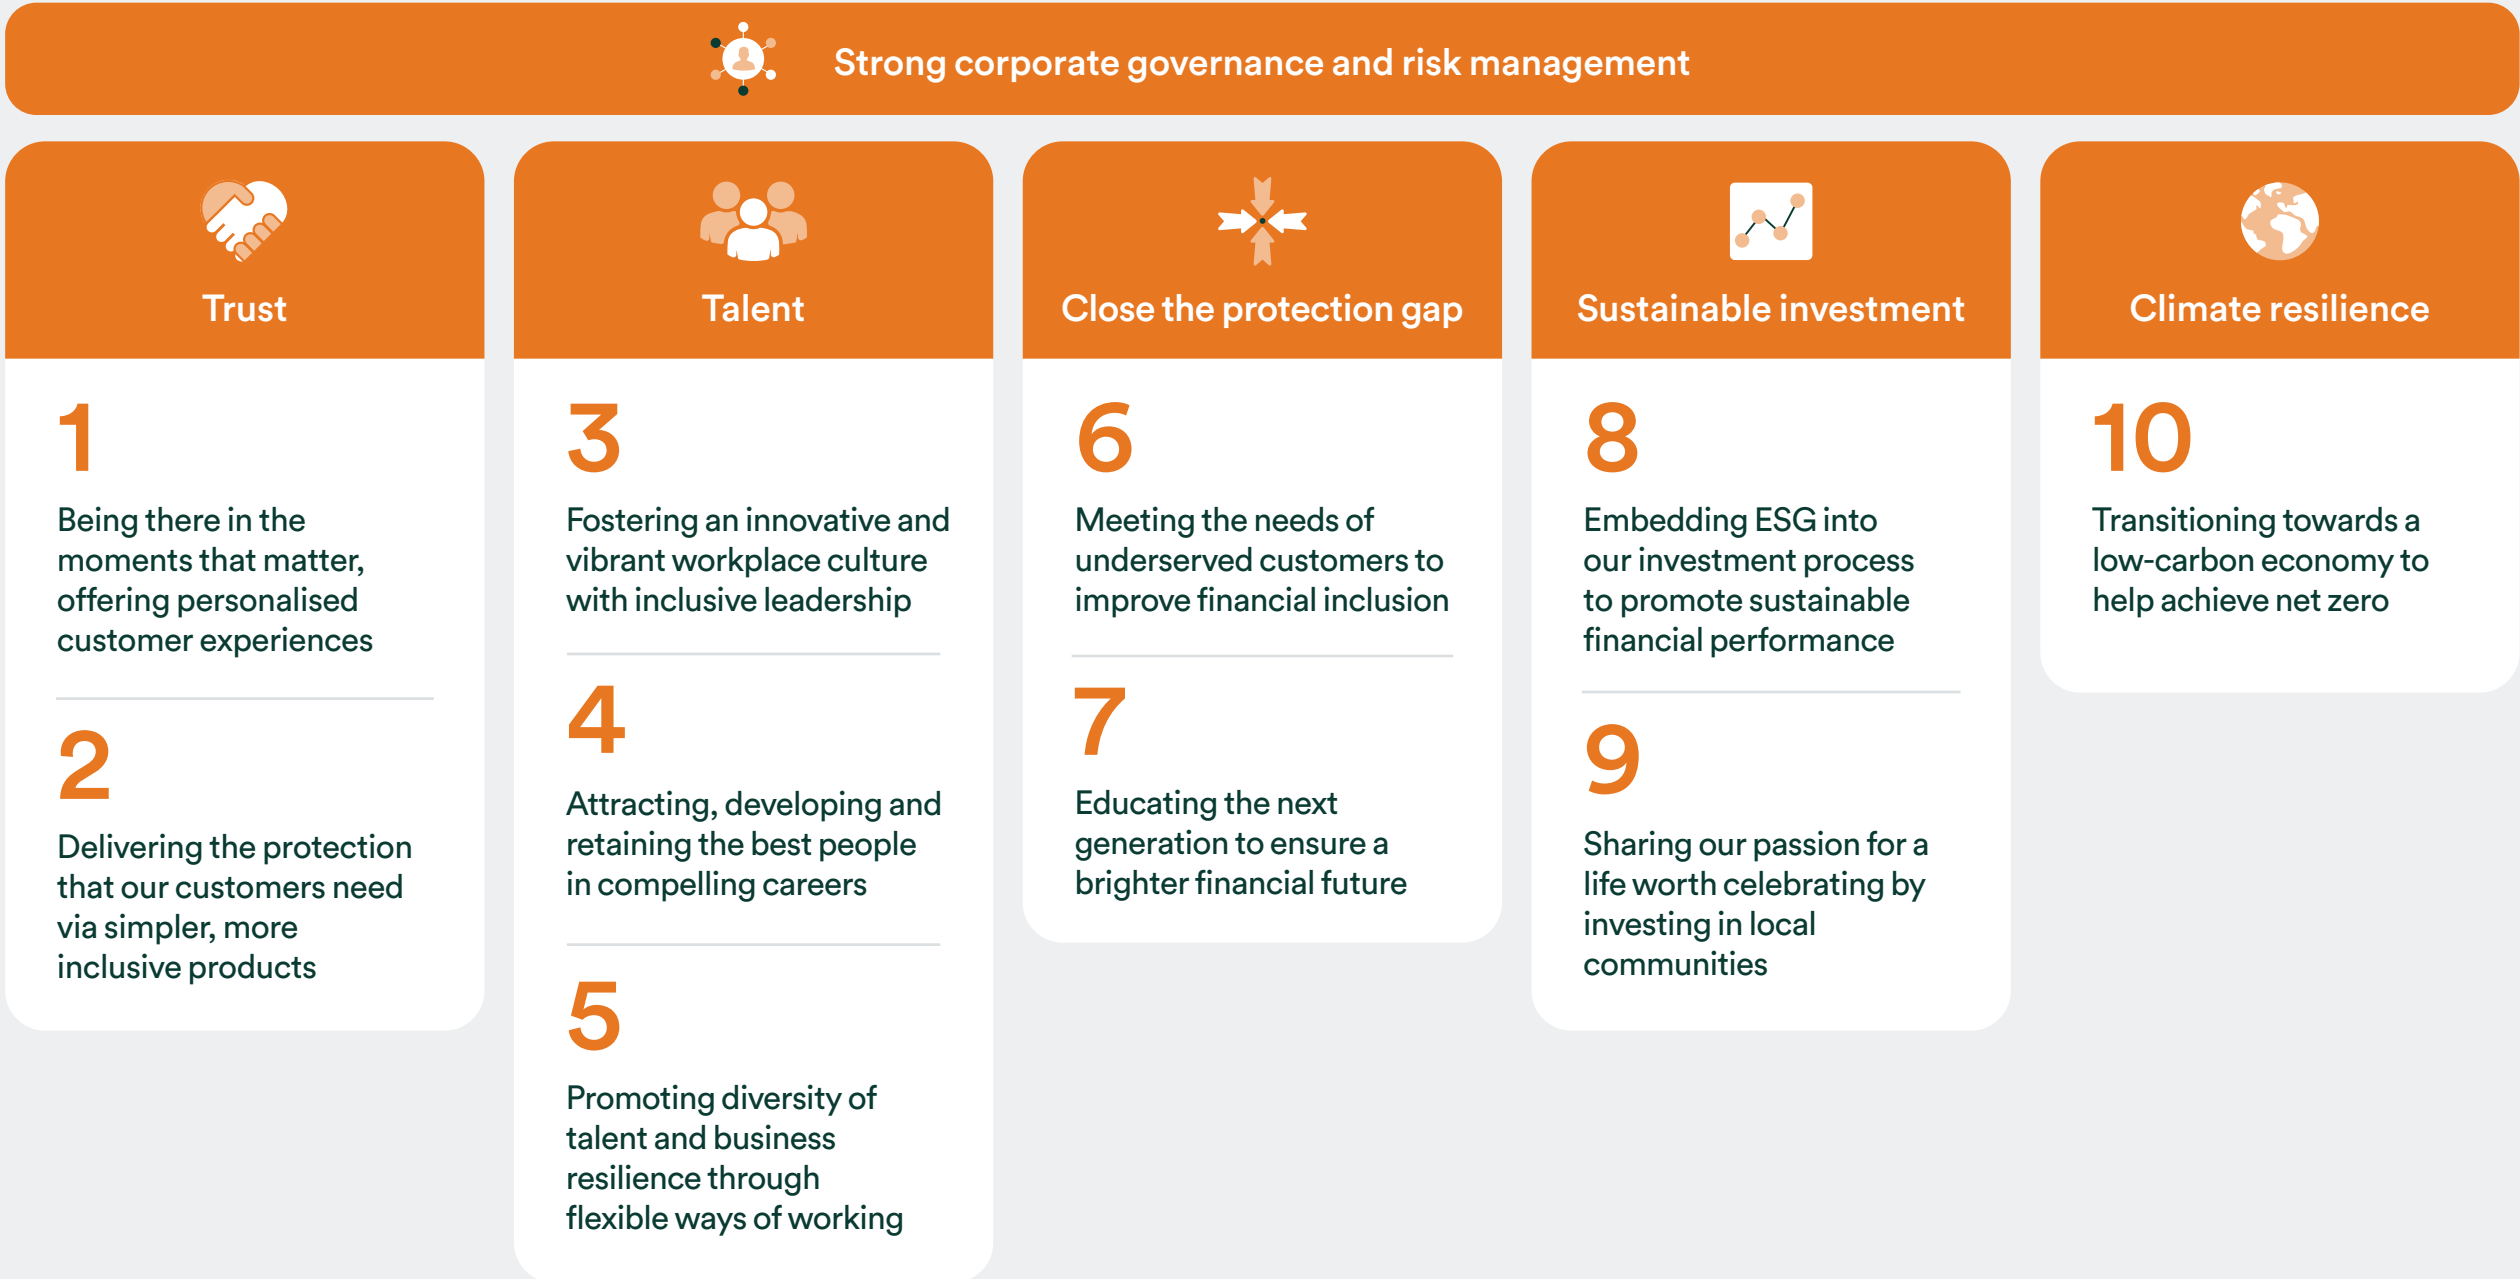 Strong corporate governance and risk management
Trust
1
Being there in the
moments that matter,
offering personalised
customer experiences
2
Delivering the protection
that our customers need
via simpler, more
inclusive products
Talent
3
Fostering an innovative and
vibrant workplace culture
with inclusive leadership
4
Attracting, developing and
retaining the best people
in compelling careers
5
Promoting diversity of
talent and business
resilience through
flexible ways of working
Close the protection gap
6
Meeting the needs of
underserved customers to
improve financial inclusion
7
Educating the next
generation to ensure a
brighter financial future
Sustainable investment
8
Embedding ESG into
our investment process
to promote sustainable
financial performance
9
Sharing our passion for a
life worth celebrating by
investing in local
communities
Climate resilience
10
Transitioning towards a
low-carbon economy to
help achieve net zero